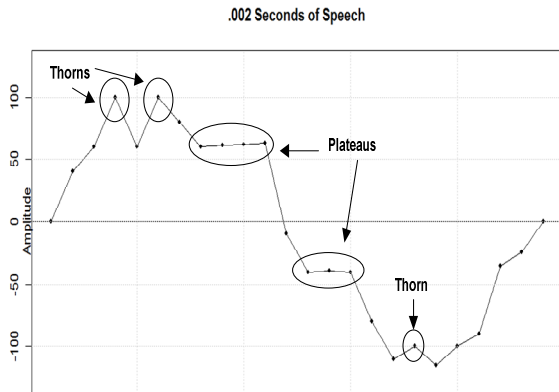 .002 Seconds of Speech
Thorns
Plateaus
Thorn
Amplitude
100
50
0
-50
-100